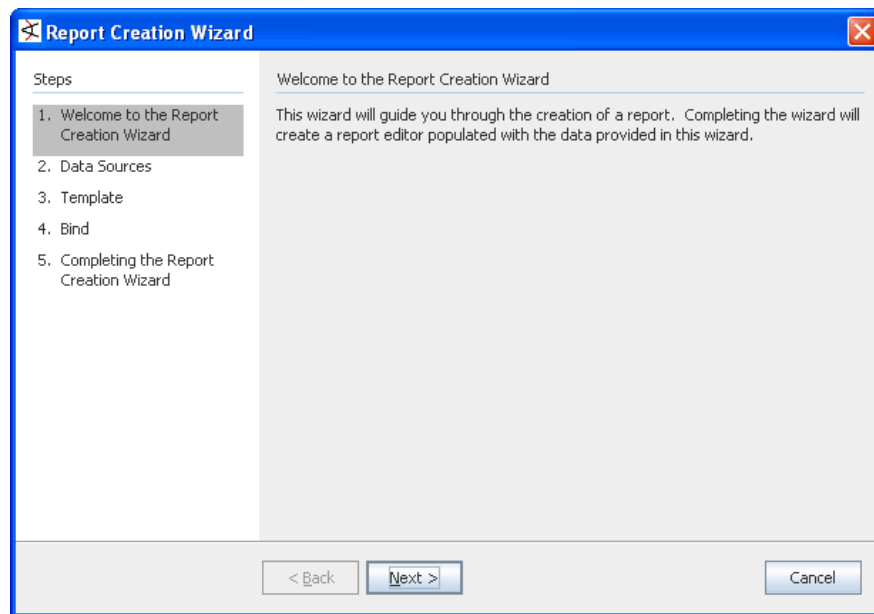 Report Creation Wizard
Steps
1. Welcome to the Report
Creation Wizard
2. Data Sources
3. Template
4. Bind
5. Completing the Report
Creation Wizard
Welcome to the Report Creation Wizard
This wizard will guide you through the creation of a report. Completing the wizard will
create a report editor populated with the data provided in this wizard.
< Back
Next >
Cancel